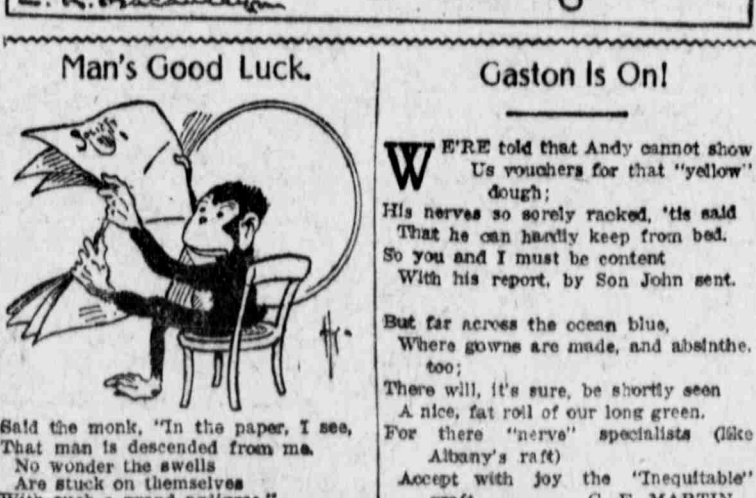 Man's Good Luck.
Said the monk, "In the paper, I see,
That man is descended from me.
No wonder the swells
Are stuck on themselves
With such a grand
Gaston Is On!
WE'RE told that Andy cannot show
Us vouchers for that "yellow"
dough;
His nerves so sorely racked, 'tis said
That he can hardly keep from bed.
So you and I must be content
With his report, by Son John sent.
But far across the ocean blue,
Where gowns are made, and absinthe,
too;
There will, it's sure, be shortly seen
A nice, fat roll of our long green.
For there "nerve" specialists (like
Albany's raft)
Accept with joy the "Inequitable"
graft. MARTIN